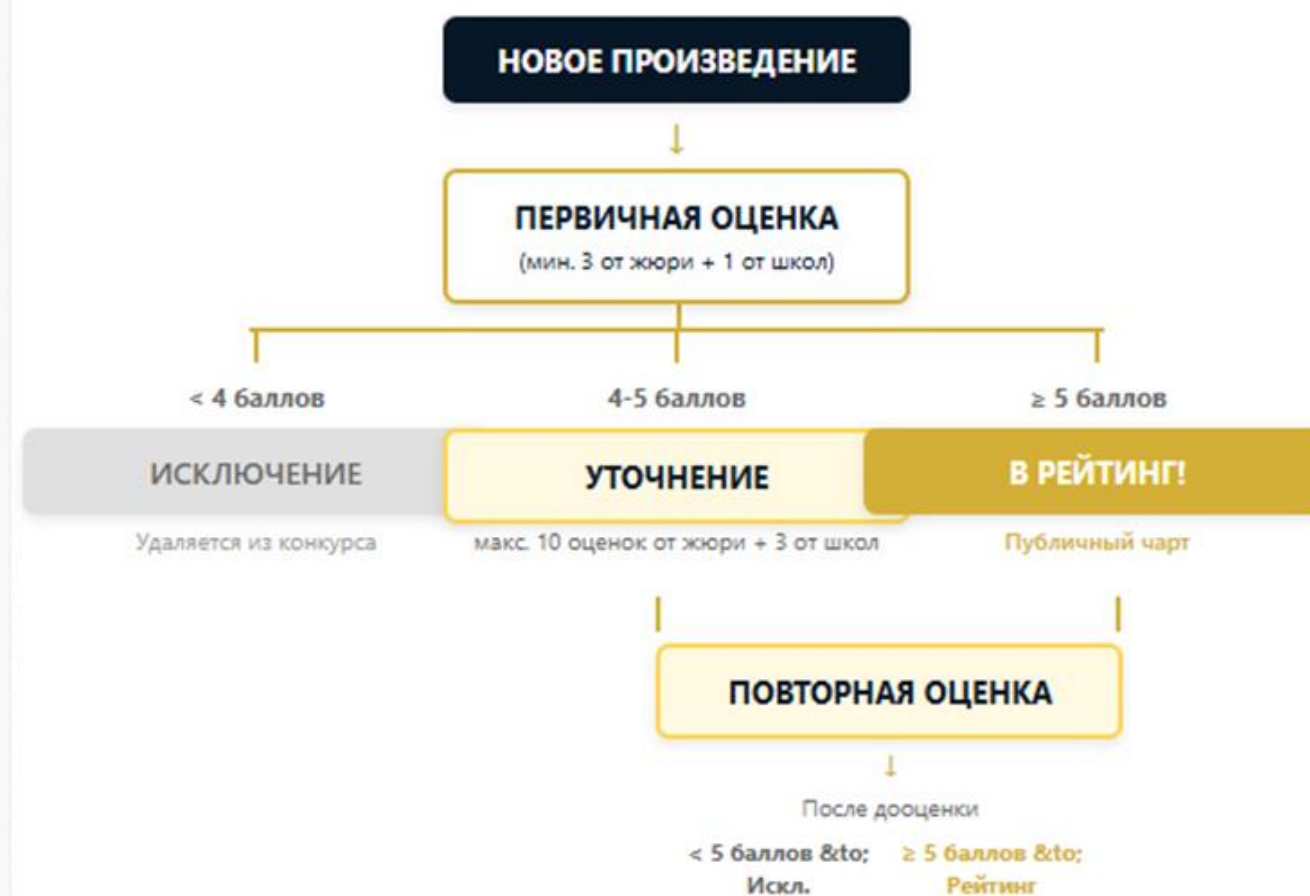 НОВОЕ ПРОИЗВЕДЕНИЕ
↓
ПЕРВИЧНАЯ ОЦЕНКА
(мин. 3 от жюри + 1 от школ)
< 4 баллов
4-5 баллов
≥ 5 баллов
ИСКЛЮЧЕНИЕ
УТОЧНЕНИЕ
В РЕЙТИНГ!
Удаляется из конкурса
макс. 10 оценок от жюри + 3 от школ
Публичный чарт
ПОВТОРНАЯ ОЦЕНКА
↓
После дооценки
< 5 баллов &to;
Искл.
≥ 5 баллов &to;
Рейтинг